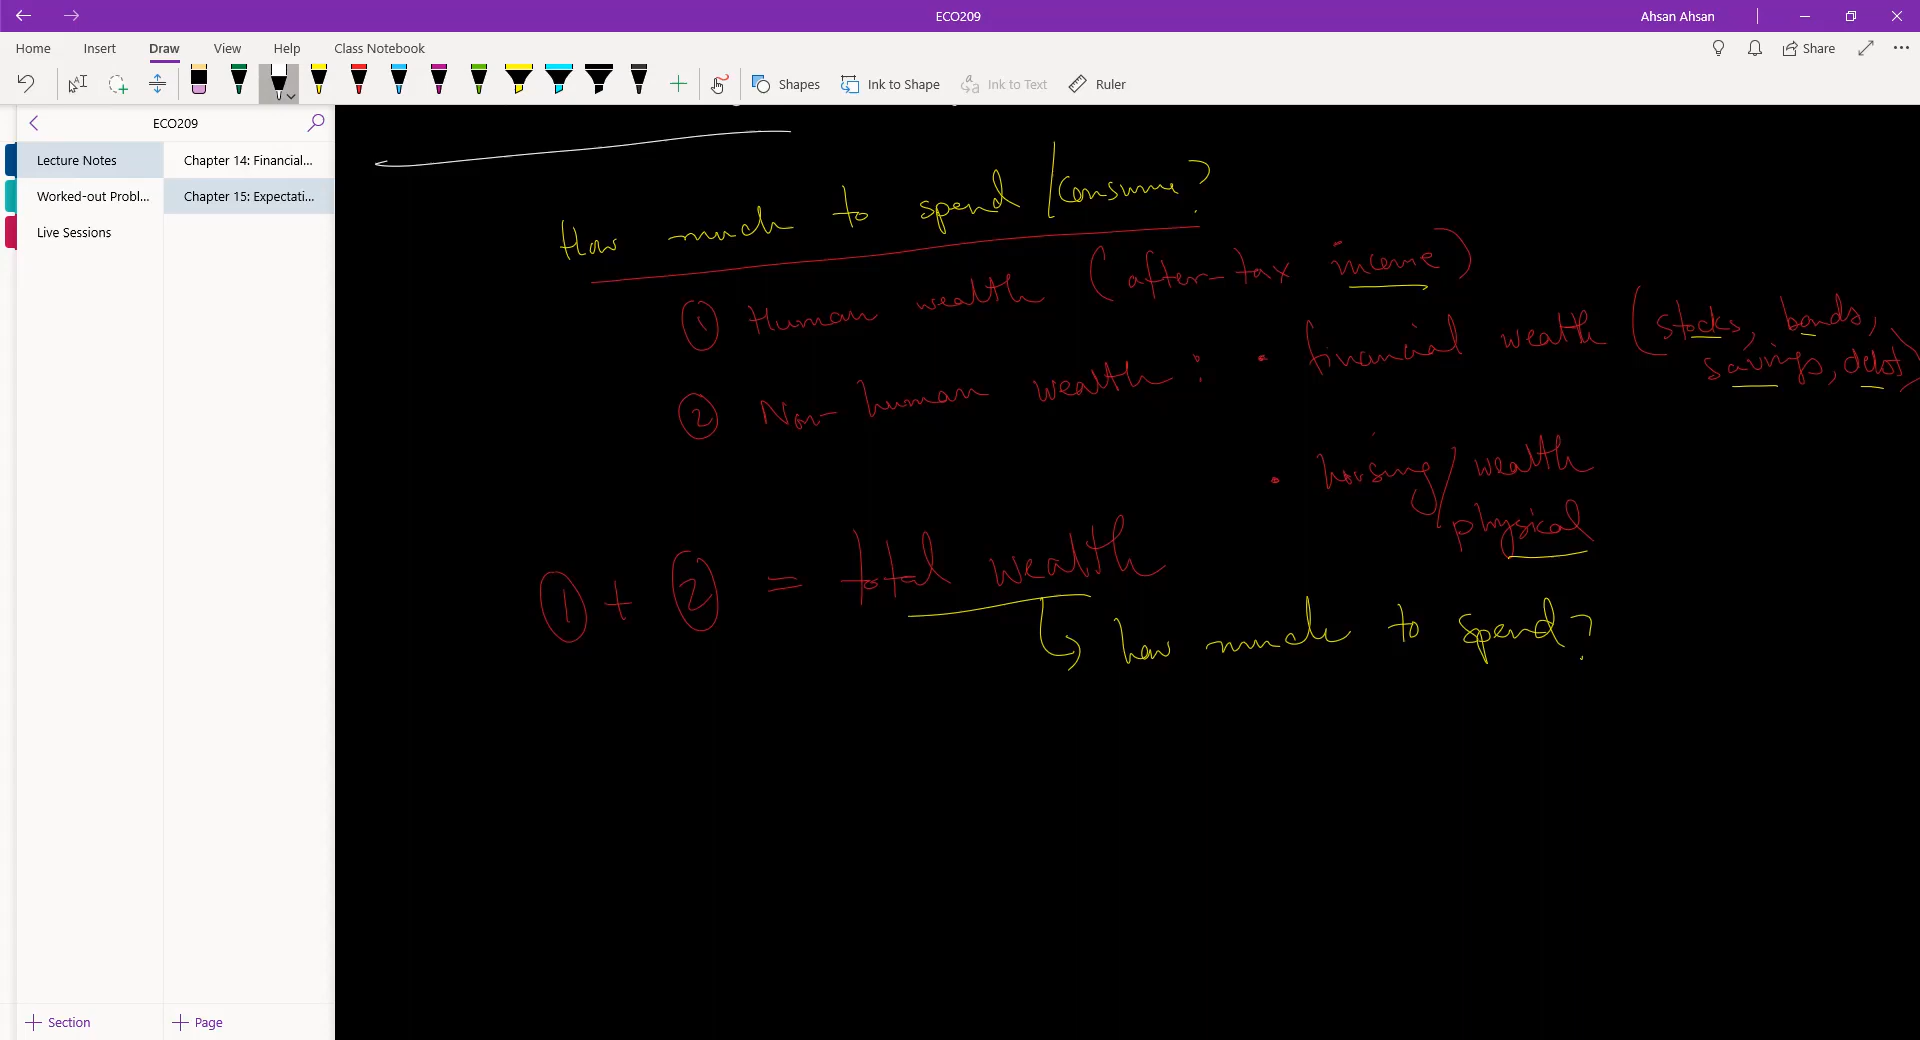 ECO209
Ahsan Ahsan
Home Insert Draw View Help Class Notebook
Share
Shapes Ink to Shape Ink to Text Ruler
ECO209
Lecture Notes
Worked-out Probl...
Live Sessions
Chapter 14: Financial...
Chapter 15: Expectati...
How much to spend / Consume?
① Human wealth (after-tax income)
② Non-human wealth : • financial wealth (stocks, bonds,
savings, debt)
• housing/ wealth
physical
① + ② = total wealth
↳ how much to spend?
+ Section
+ Page